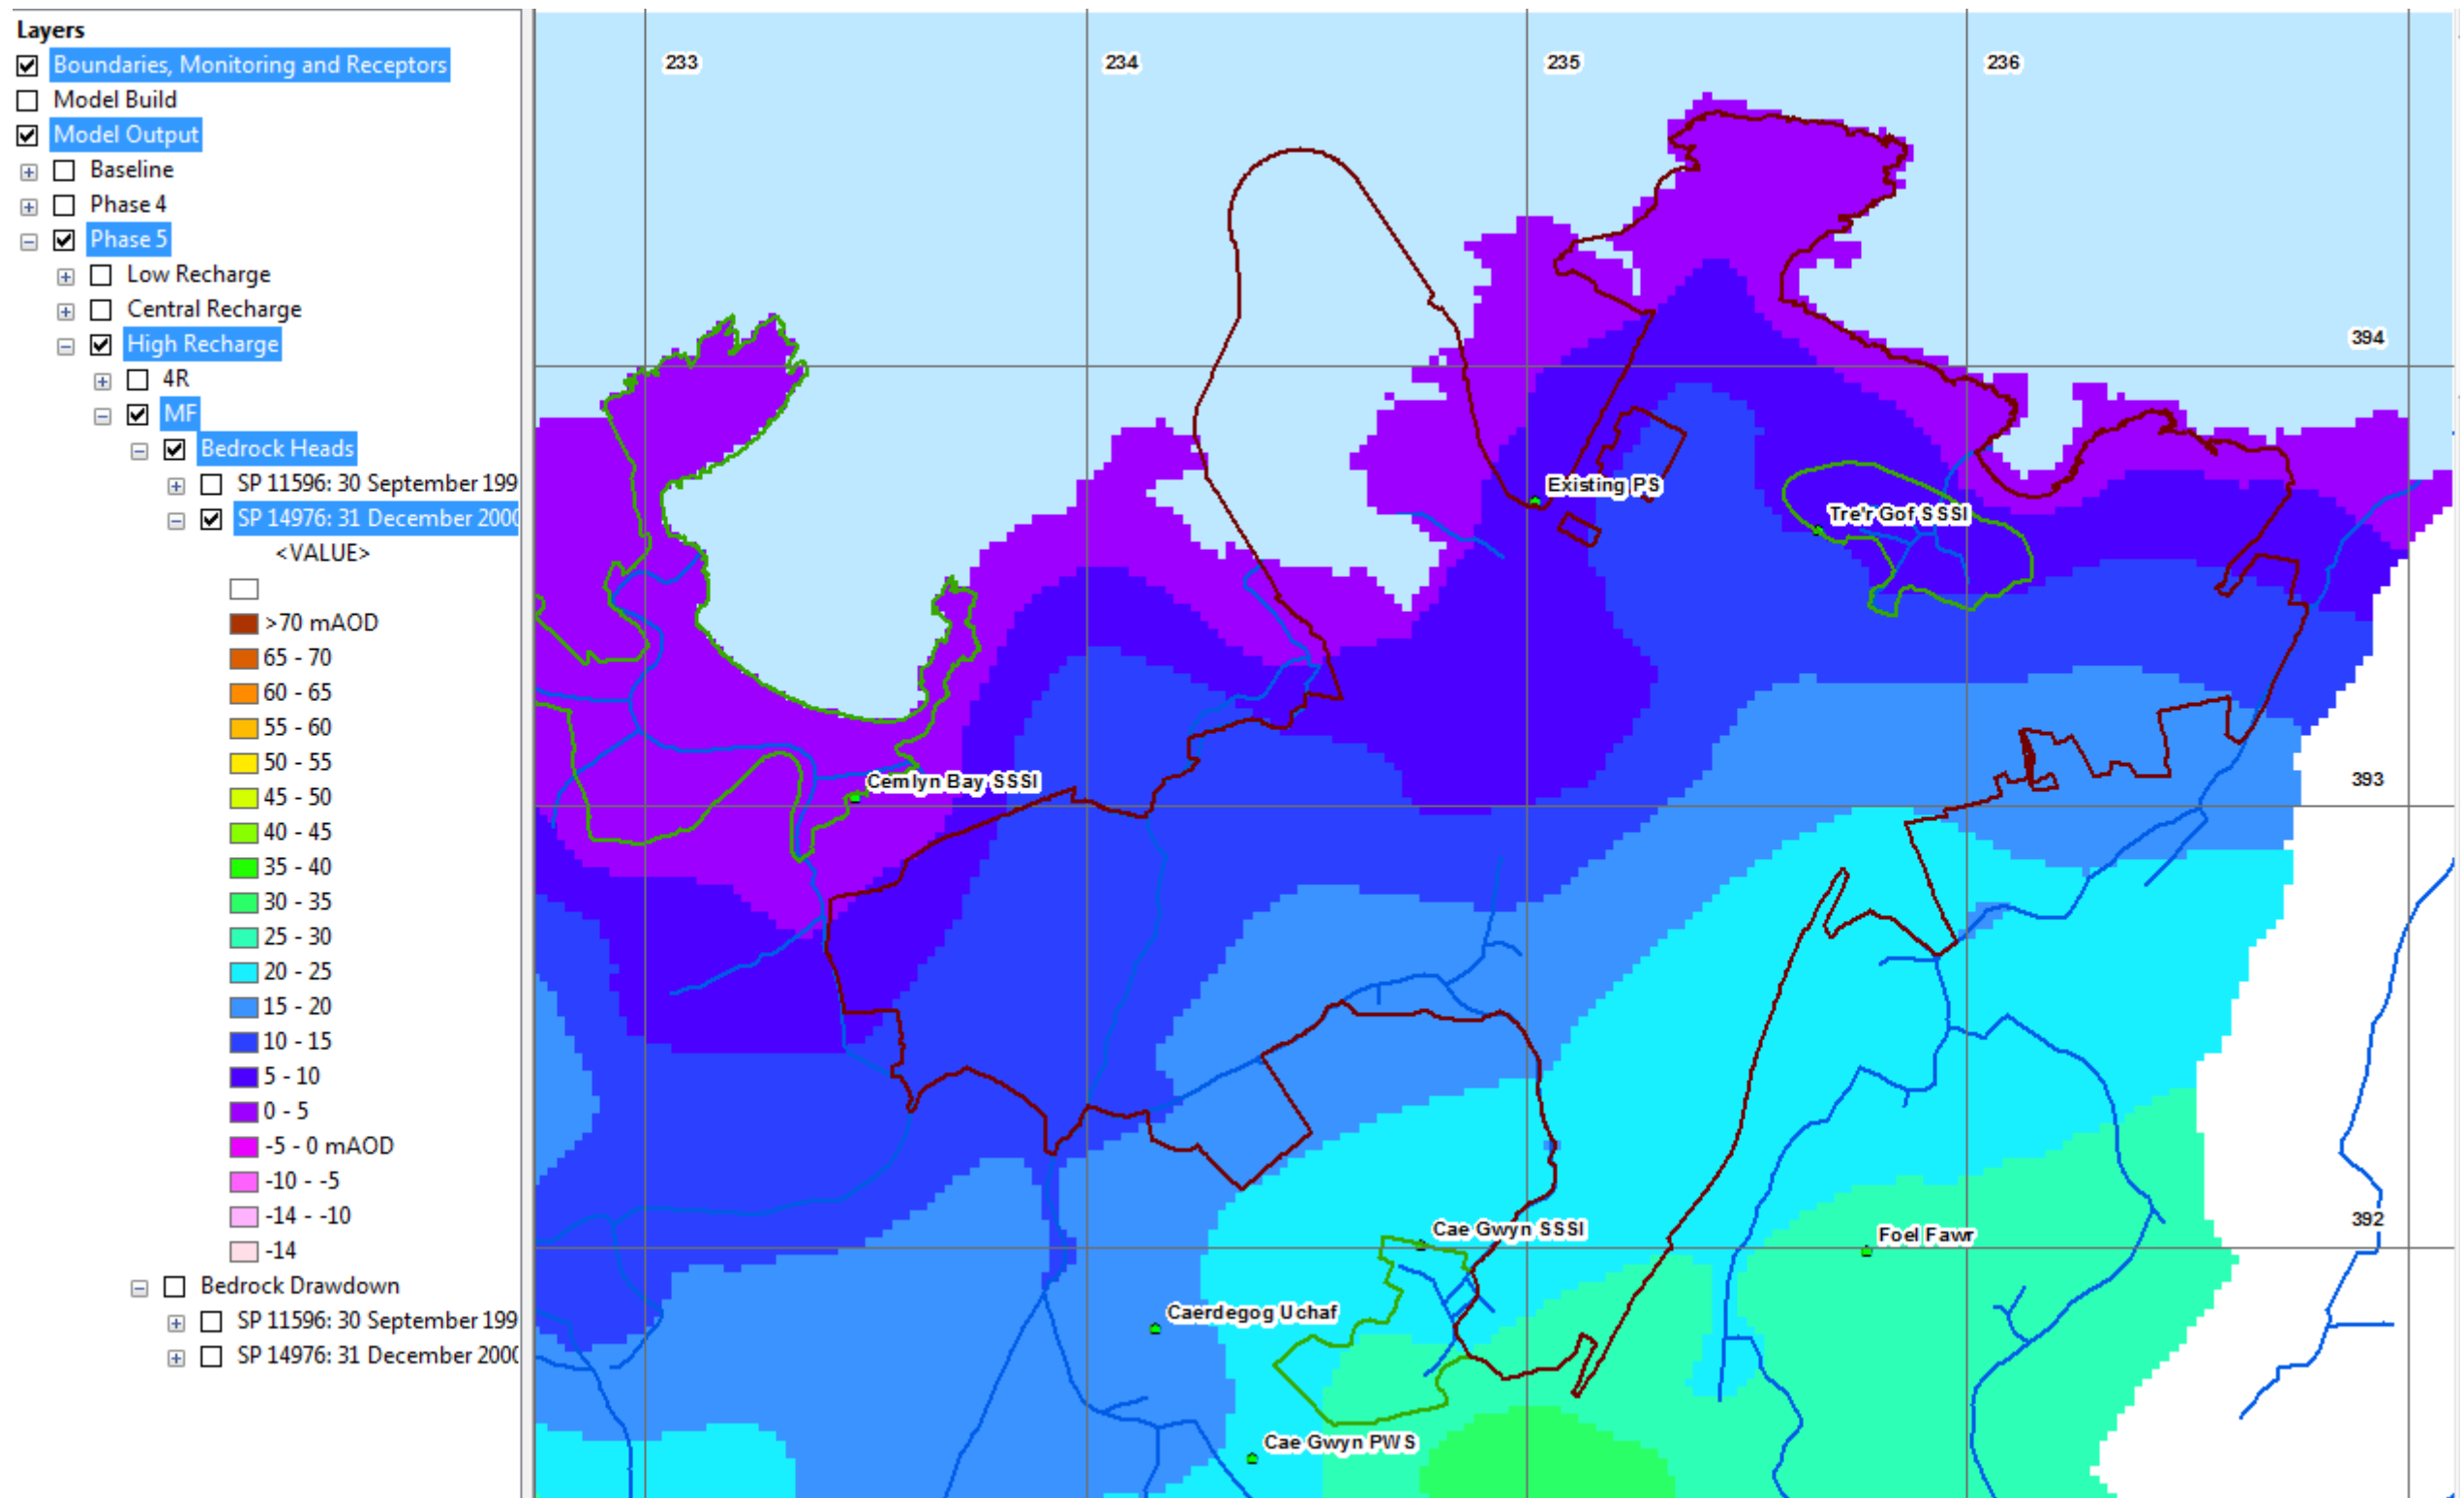 Layers
Boundaries, Monitoring and Receptors
Model Build
Model Output
Baseline
Phase 4
Phase 5
Low Recharge
Central Recharge
High Recharge
4R
MF
Bedrock Heads
SP 11596: 30 September 199
SP 14976: 31 December 2000
<VALUE>
>70 mAOD
65 - 70
60 - 65
55 - 60
50 - 55
45 - 50
40 - 45
35 - 40
30 - 35
25 - 30
20 - 25
15 - 20
10 - 15
5 - 10
0 - 5
-5 - 0 mAOD
-10 - -5
-14 - -10
-14
Bedrock Drawdown
SP 11596: 30 September 199
SP 14976: 31 December 2000
233
234
235
236
394
Existing PS
Tre'r Gof SSSI
393
Cemlyn Bay SSSI
392
Cae Gwyn SSSI
Foel Fawr
Caerdegog Uchaf
Cae Gwyn PWS